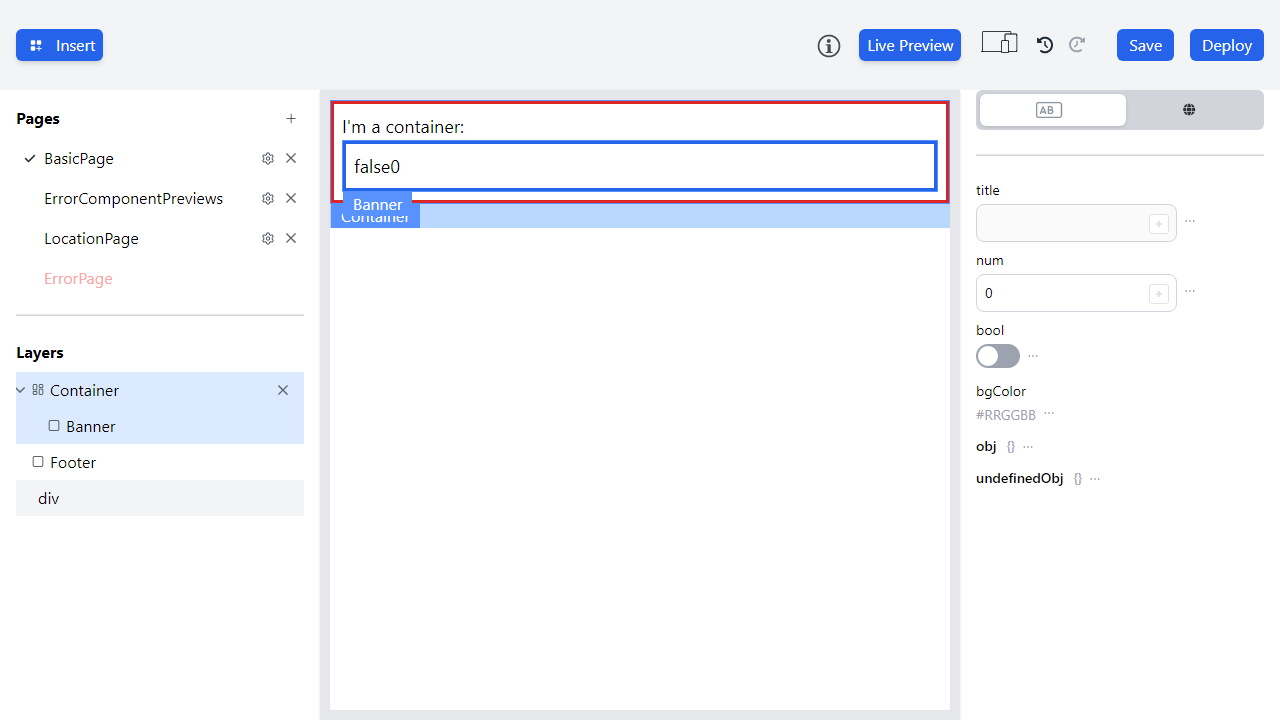 Insert
Live Preview
Save
Deploy
Pages
BasicPage
ErrorComponentPreviews
LocationPage
ErrorPage
Layers
Container
Banner
Footer
div
I'm a container:
false0
Banner
Container
AB
title
num
0
bool
bgColor
#RRGGBB
obj {}
undefinedObj {}